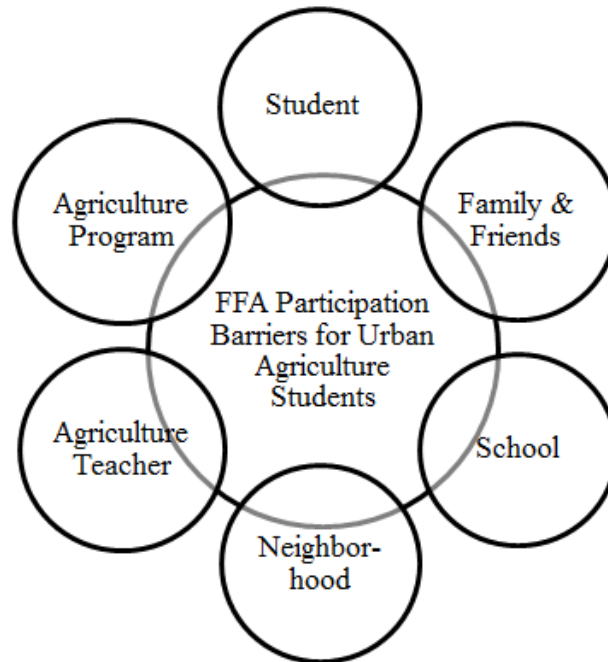 Student
Agriculture
Program
Family &
Friends
FFA Participation
Barriers for Urban
Agriculture
Students
Agriculture
Teacher
School
Neighbor-
hood